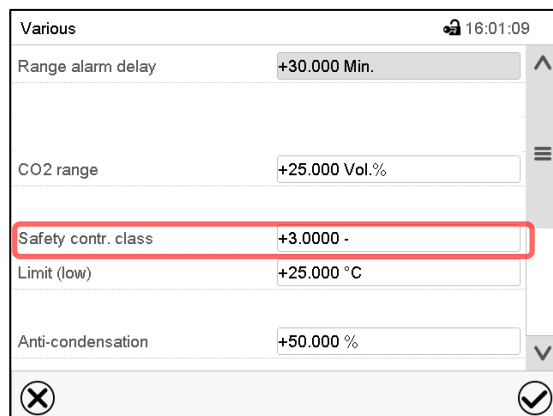 Various 16:01:09
Range alarm delay +30.000 Min.
CO2 range +25.000 Vol.%
Safety contr. class +3.0000 -
Limit (low) +25.000 °C
Anti-condensation +50.000 %